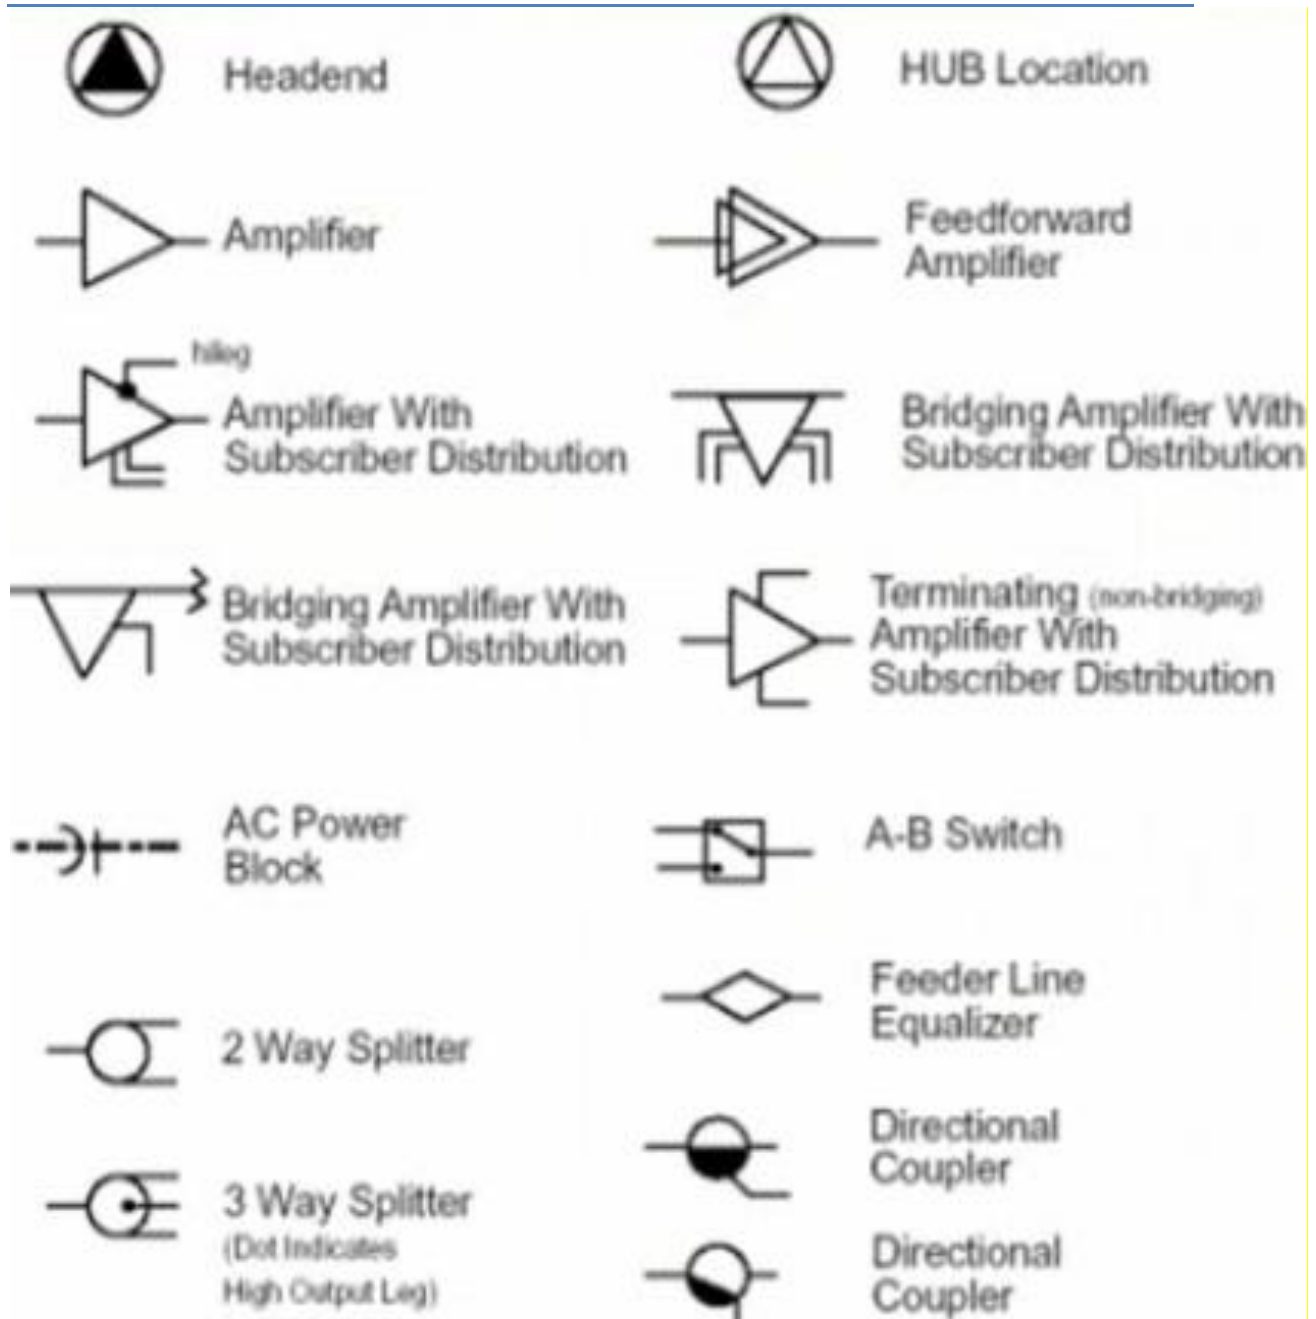 Headend
HUB Location
Amplifier
Feedforward
Amplifier
hileg
Amplifier With
Subscriber Distribution
Bridging Amplifier With
Subscriber Distribution
Bridging Amplifier With
Subscriber Distribution
Terminating (non-bridging)
Amplifier With
Subscriber Distribution
AC Power
Block
A-B Switch
Feeder Line
Equalizer
2 Way Splitter
Directional
Coupler
3 Way Splitter
(Dot Indicates
High Output Leg)
Directional
Coupler